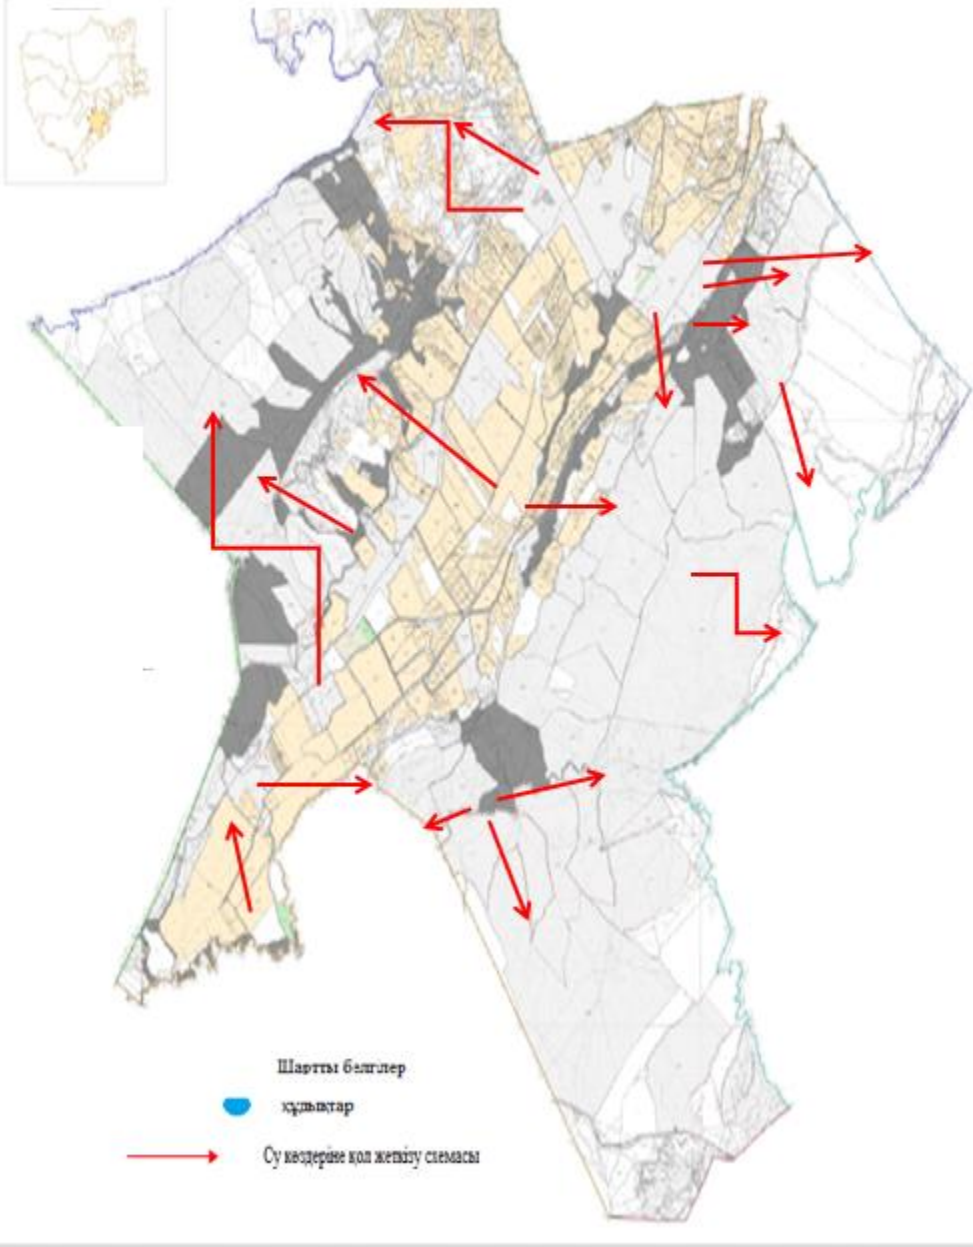 Шартты белгілер
құдықтар
Су көздеріне қол жеткізу схемасы